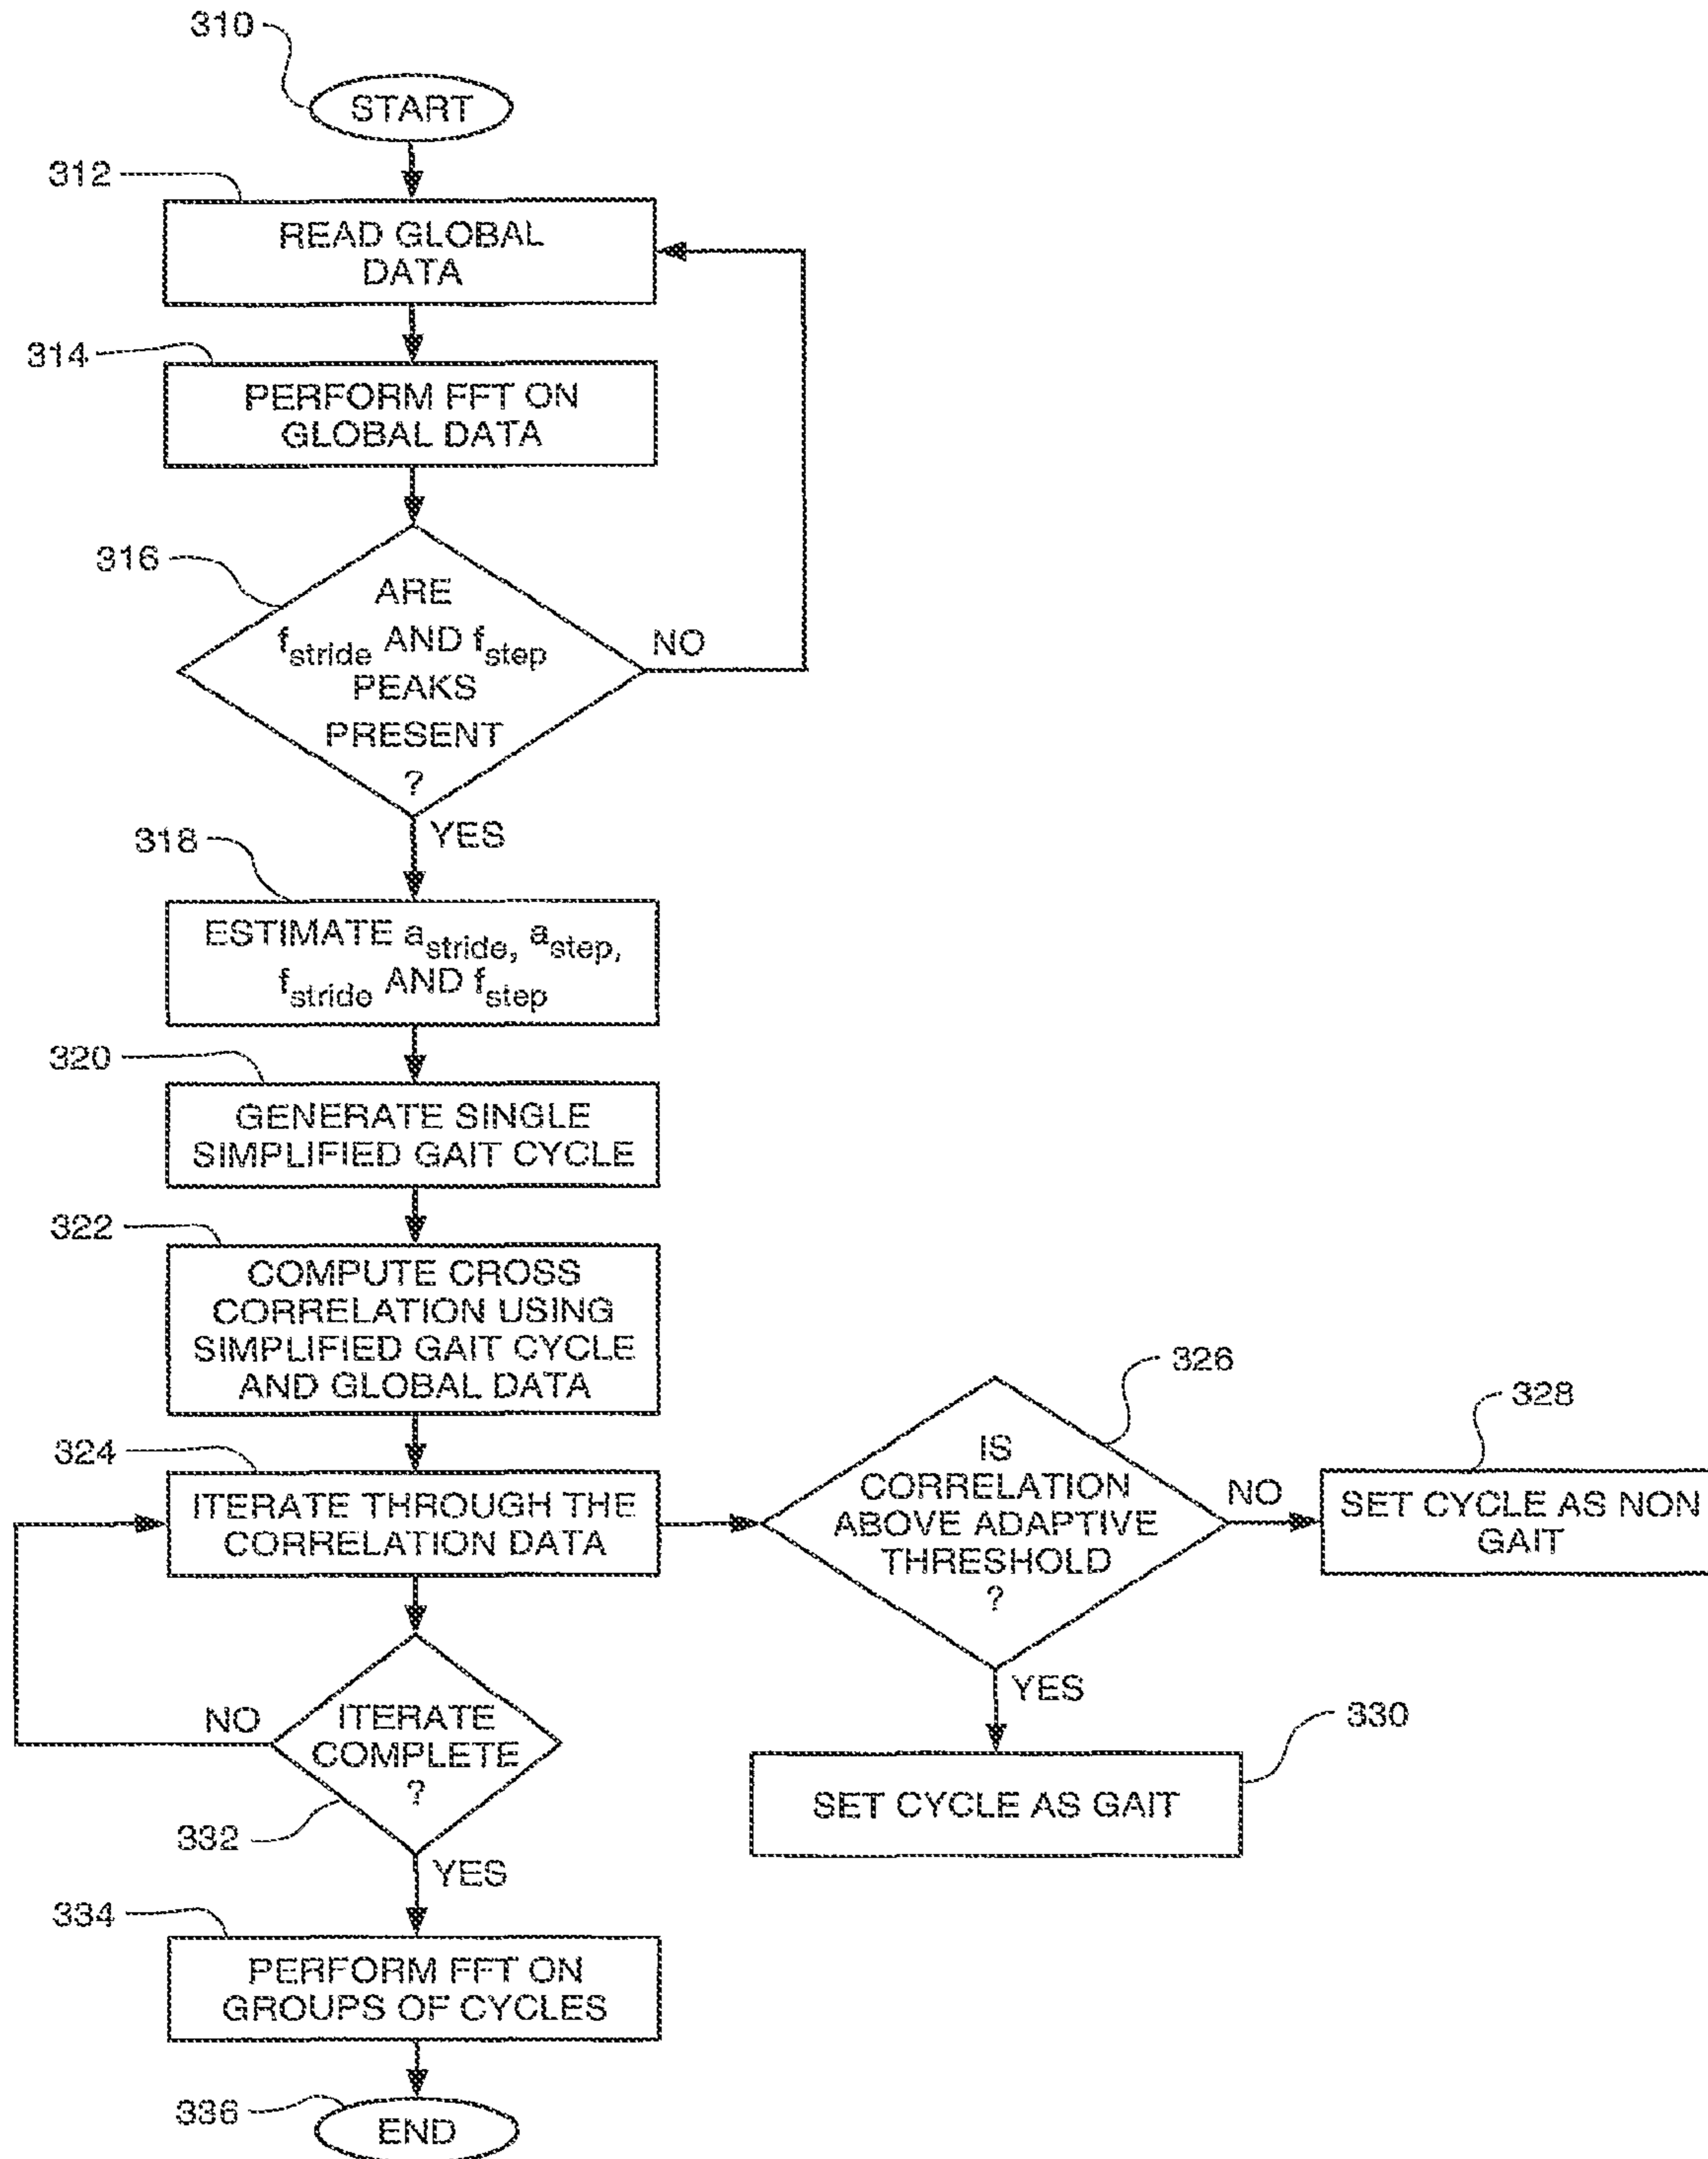 310
START
312
READ GLOBAL
DATA
314
PERFORM FFT ON
GLOBAL DATA
316
ARE
fstride AND fstep
PEAKS
PRESENT
?
NO
YES
318
ESTIMATE astride, astep,
fstride AND fstep
320
GENERATE SINGLE
SIMPLIFIED GAIT CYCLE
322
COMPUTE CROSS
CORRELATION USING
SIMPLIFIED GAIT CYCLE
AND GLOBAL DATA
324
ITERATE THROUGH THE
CORRELATION DATA
326
IS
CORRELATION
ABOVE ADAPTIVE
THRESHOLD
?
NO
328
SET CYCLE AS NON
GAIT
YES
330
SET CYCLE AS GAIT
NO
ITERATE
COMPLETE
?
332
YES
334
PERFORM FFT ON
GROUPS OF CYCLES
336
END